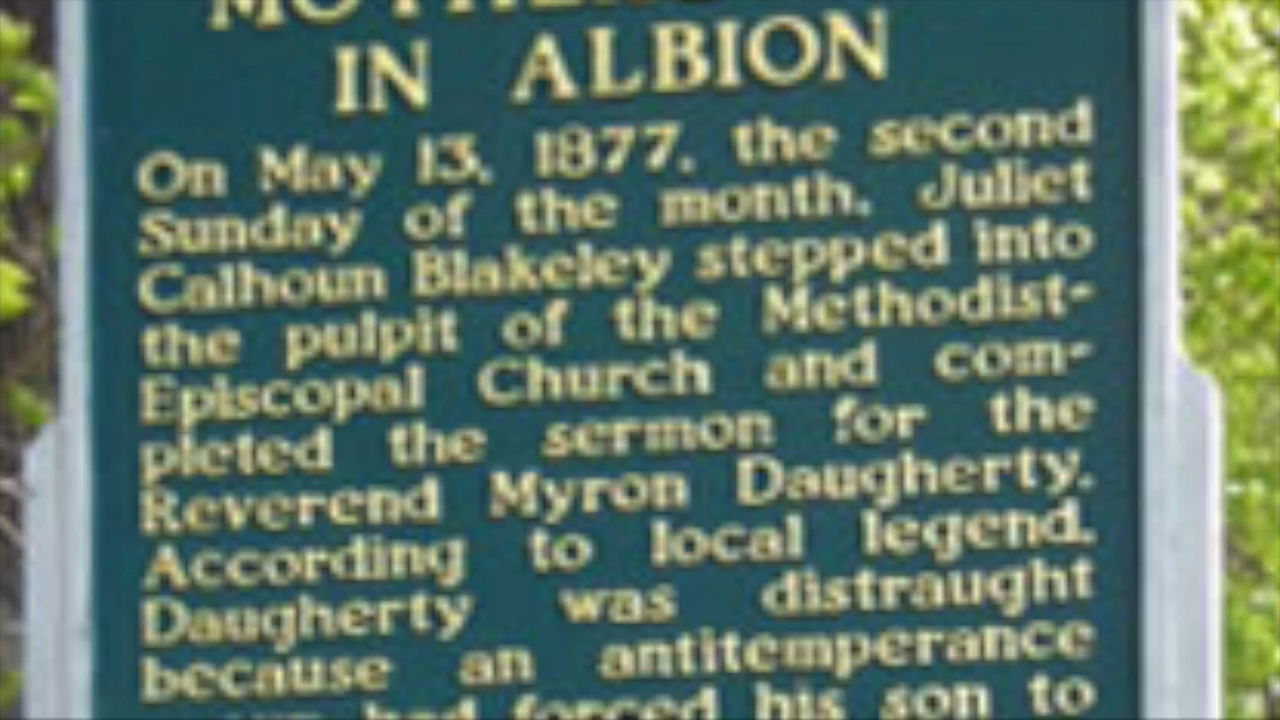 IN ALBION
On May 13, 1877, the second
Sunday of the month, Juliet
Calhoun Blakeley stepped into
the pulpit of the Methodist-
Episcopal Church and com-
pleted the sermon for the
Reverend Myron Daugherty.
According to local legend,
Daugherty was distraught
because an antitemperance
had forced his son to